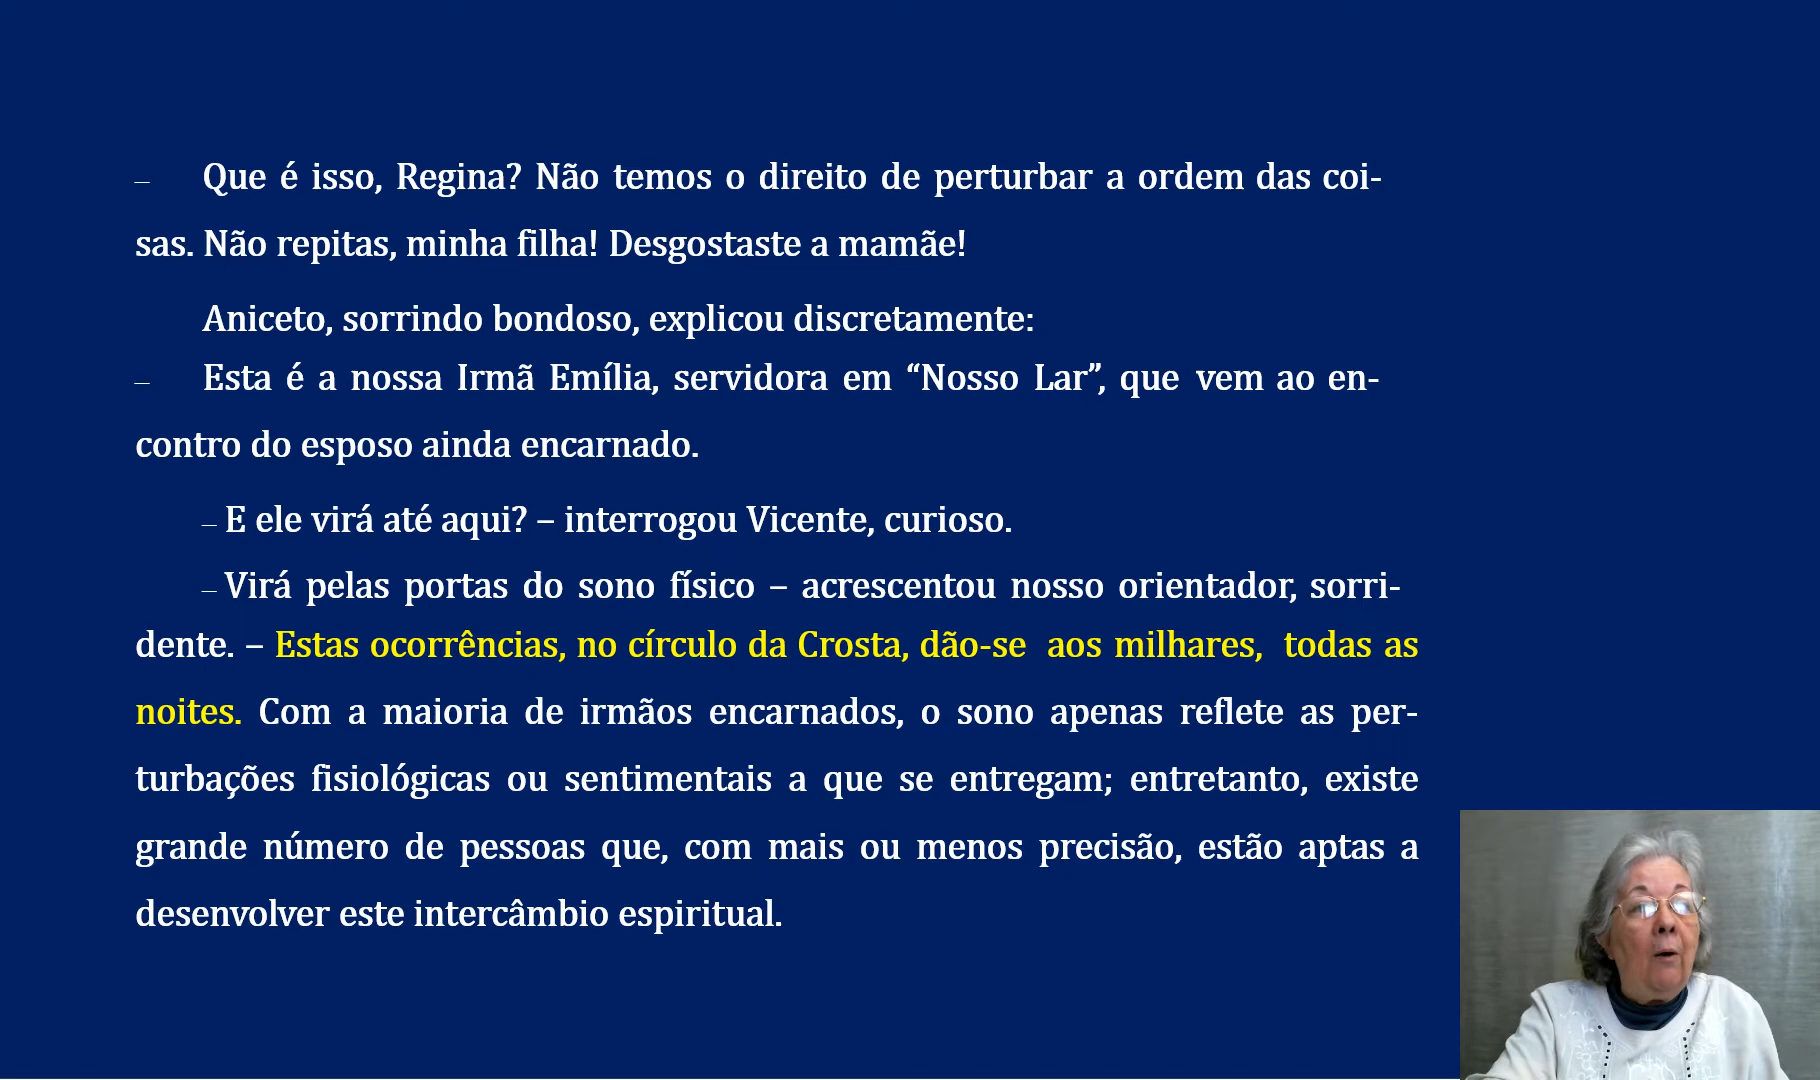 – Que é isso, Regina? Não temos o direito de perturbar a ordem das coi-
sas. Não repitas, minha filha! Desgostaste a mamãe!
Aniceto, sorrindo bondoso, explicou discretamente:
– Esta é a nossa Irmã Emília, servidora em “Nosso Lar”, que vem ao en-
contro do esposo ainda encarnado.
– E ele virá até aqui? – interrogou Vicente, curioso.
– Virá pelas portas do sono físico – acrescentou nosso orientador, sorri-
dente. – Estas ocorrências, no círculo da Crosta, dão-se aos milhares, todas as
noites. Com a maioria de irmãos encarnados, o sono apenas reflete as per-
turbações fisiológicas ou sentimentais a que se entregam; entretanto, existe
grande número de pessoas que, com mais ou menos precisão, estão aptas a
desenvolver este intercâmbio espiritual.